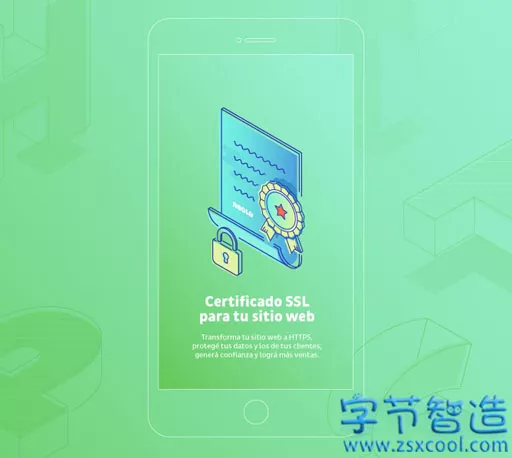 Certificado SSL
para tu sitio web
Transforma tu sitio web a HTTPS,
protegé tus datos y los de tus clientes,
generá confianza y lográ más ventas.
字节智造
www.zsxcool.com